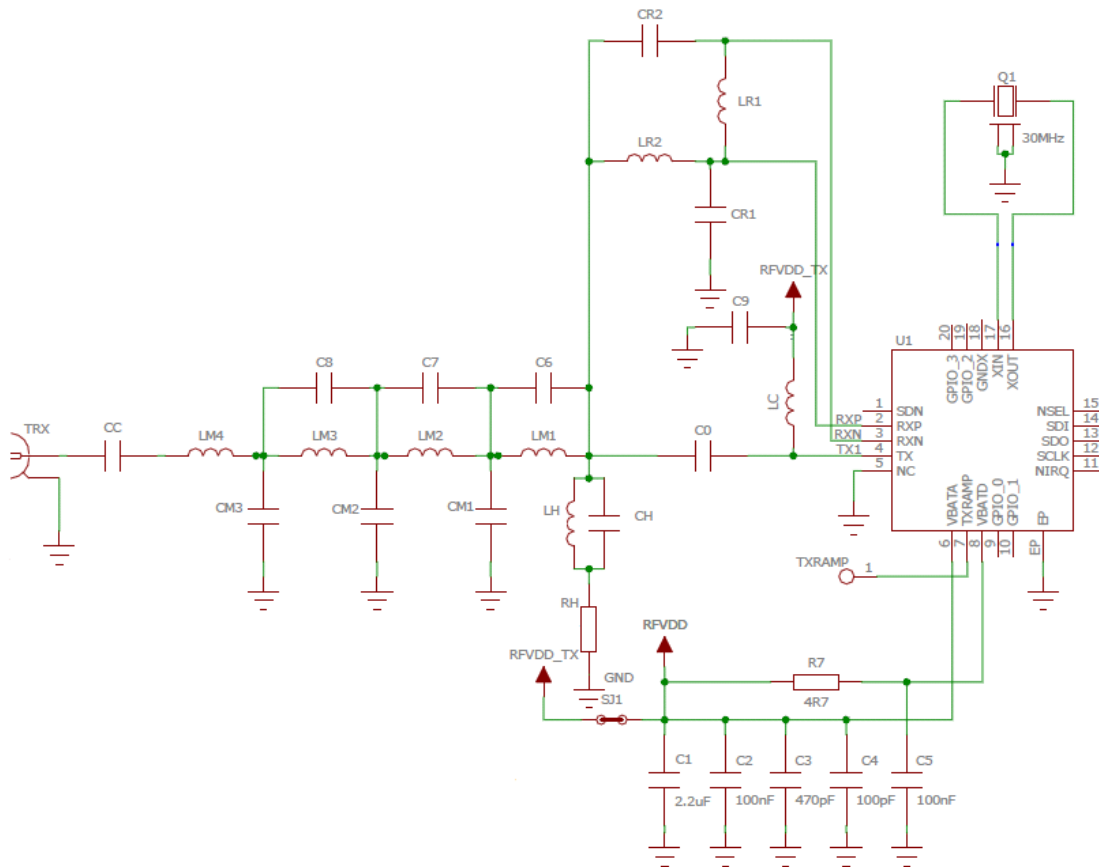 CR2
Q1
LR1
30MHz
LR2
CR1
RFVDD_TX
C9
U1
20 19 18 17 16
GPIO_3 GPIO_2 GNDX XIN XOUT
C8 C7 C6
LC
TRX CC
LM4 LM3 LM2 LM1
C0
RXP
RXN
TX1
1 SDN NSEL 15
2 RXP SDI 14
3 RXN SDO 13
4 TX SCLK 12
5 NC NIRQ 11
CM3 CM2 CM1
LH CH
VBATA TXRAMP VBATD GPIO_0 GPIO_1 EP
6 7 8 9 10 EP
TXRAMP 1
RH
RFVDD
RFVDD_TX
GND
SJ1
R7
4R7
C1 C2 C3 C4 C5
2.2uF 100nF 470pF 100pF 100nF